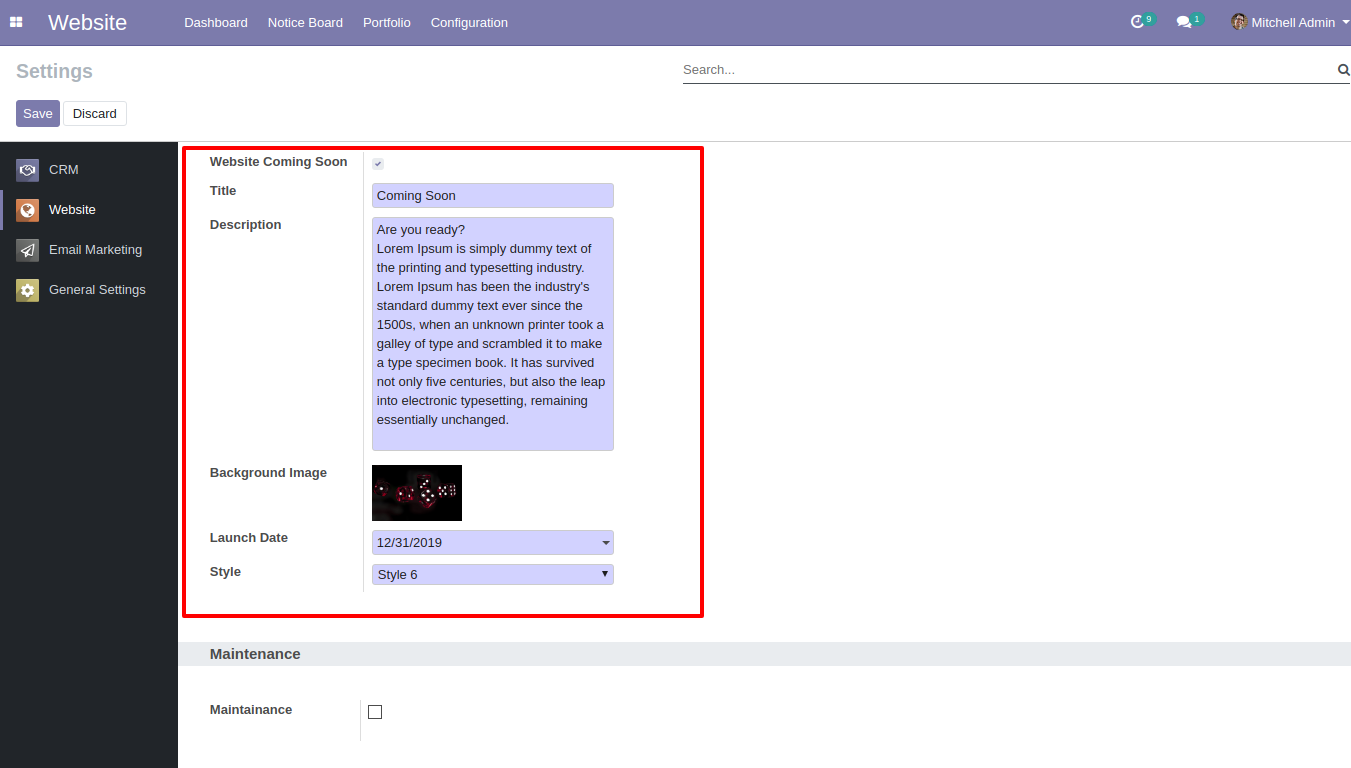 Website Dashboard Notice Board Portfolio Configuration 9 1 Mitchell Admin
Settings
Search...
Save Discard
CRM
Website
Email Marketing
General Settings
Website Coming Soon
Title
Coming Soon
Description
Are you ready?
Lorem Ipsum is simply dummy text of
the printing and typesetting industry.
Lorem Ipsum has been the industry's
standard dummy text ever since the
1500s, when an unknown printer took a
galley of type and scrambled it to make
a type specimen book. It has survived
not only five centuries, but also the leap
into electronic typesetting, remaining
essentially unchanged.
Background Image
Launch Date
12/31/2019
Style
Style 6
Maintenance
Maintainance